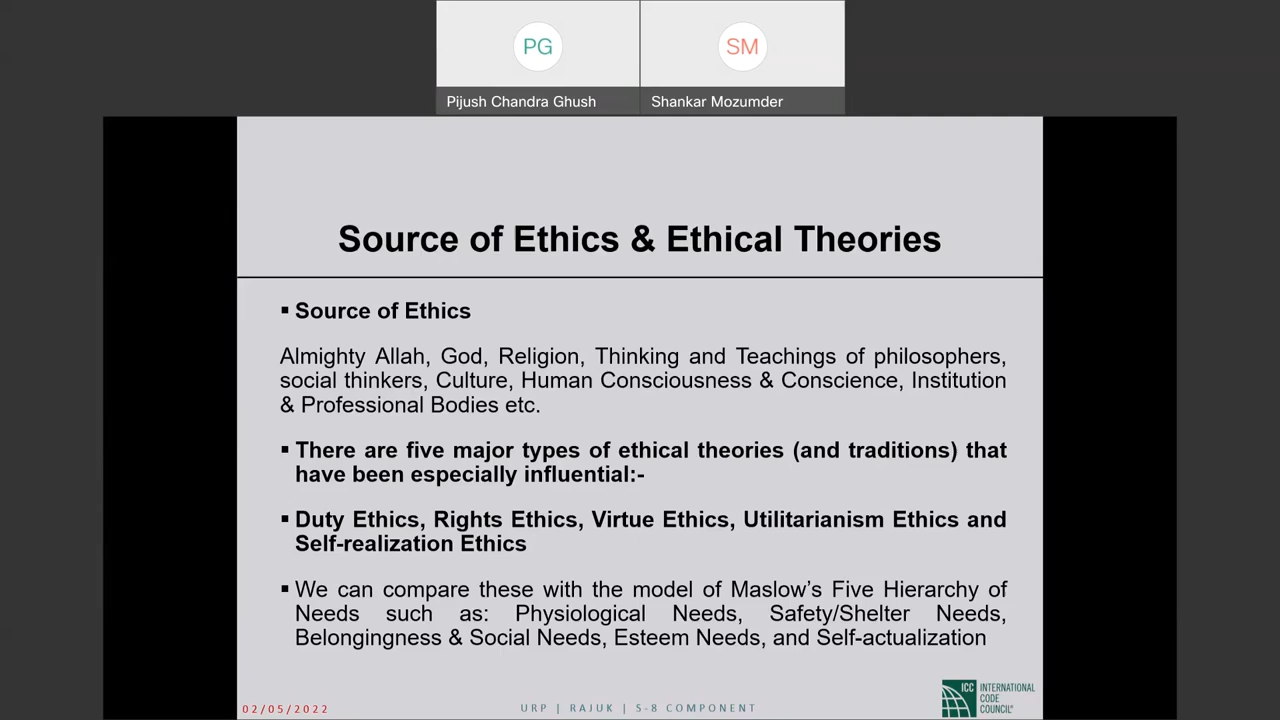 PG
SM
Pijush Chandra Ghush
Shankar Mozumder
Source of Ethics & Ethical Theories
▪ Source of Ethics
Almighty Allah, God, Religion, Thinking and Teachings of philosophers,
social thinkers, Culture, Human Consciousness & Conscience, Institution
& Professional Bodies etc.
▪ There are five major types of ethical theories (and traditions) that
have been especially influential:-
▪ Duty Ethics, Rights Ethics, Virtue Ethics, Utilitarianism Ethics and
Self-realization Ethics
▪ We can compare these with the model of Maslow’s Five Hierarchy of
Needs such as: Physiological Needs, Safety/Shelter Needs,
Belongingness & Social Needs, Esteem Needs, and Self-actualization
02/05/2022
URP | RAJUK | S-8 COMPONENT
ICC
INTERNATIONAL
CODE
COUNCIL®